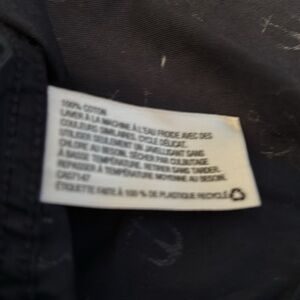 100% COTON
LAVER À LA MACHINE À L'EAU FROIDE AVEC DES
COULEURS SIMILAIRES. CYCLE DÉLICAT.
UTILISER SEULEMENT UN JAVELLISANT SANS
CHLORE AU BESOIN. SÉCHER PAR CULBUTAGE
À BASSE TEMPÉRATURE. RETIRER SANS TARDER.
REPASSER À TEMPÉRATURE MOYENNE AU BESOIN.
CA57147
ÉTIQUETTE FAITE À 100 % DE PLASTIQUE RECYCLÉ